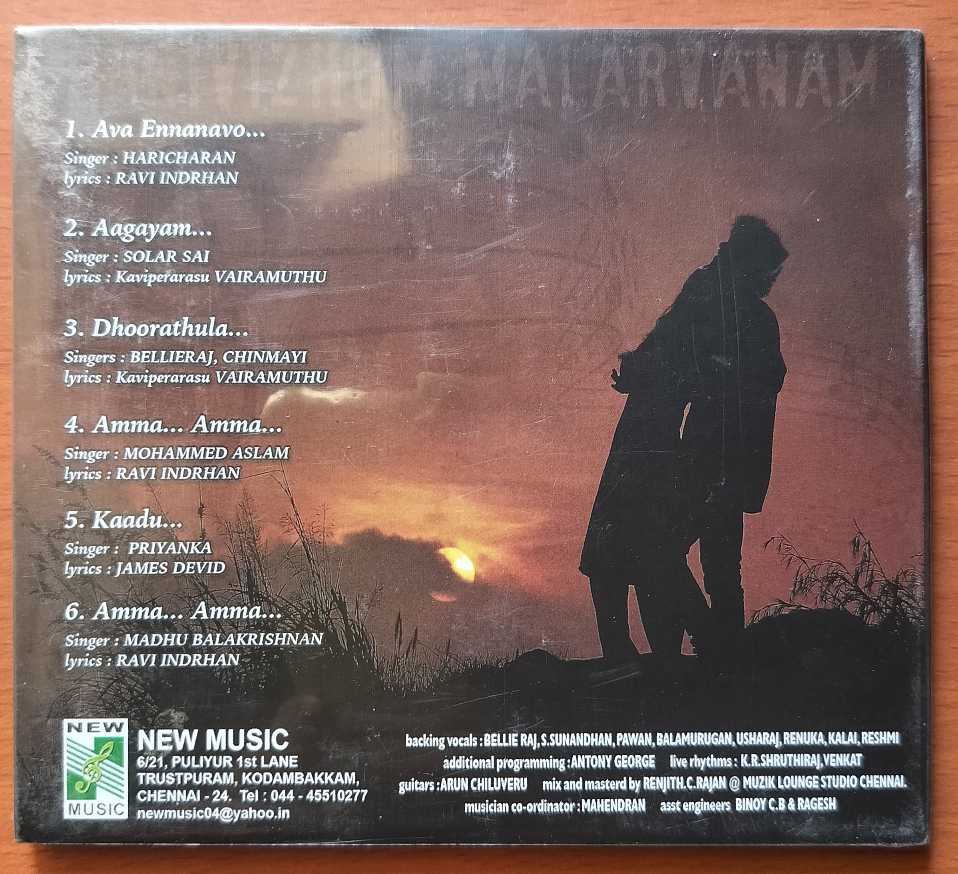 MALARVANAM
1. Ava Ennanavo...
Singer : HARICHARAN
lyrics : RAVI INDRHAN
2. Aagayam...
Singer : SOLAR SAI
lyrics : Kaviperarasu VAIRAMUTHU
3. Dhoorathula...
Singers : BELLIERAJ, CHINMAYI
lyrics : Kaviperarasu VAIRAMUTHU
4. Amma... Amma...
Singer : MOHAMMED ASLAM
lyrics : RAVI INDRHAN
5. Kaadu...
Singer : PRIYANKA
lyrics : JAMES DEVID
6. Amma... Amma...
Singer : MADHU BALAKRISHNAN
lyrics : RAVI INDRHAN
NEW
MUSIC
NEW MUSIC
6/21, PULIYUR 1st LANE
TRUSTPURAM, KODAMBAKKAM,
CHENNAI - 24. Tel : 044 - 45510277
newmusic04@yahoo.in
backing vocals : BELLIE RAJ, S.SUNANDHAN, PAWAN, BALAMURUGAN, USHARAJ, RENUKA, KALAI, RESHMI
additional programming : ANTONY GEORGE live rhythms : K.R.SHRUTHIRAJ,VENKAT
guitars : ARUN CHILUVERU mix and masterd by RENJITH.C.RAJAN @ MUZIK LOUNGE STUDIO CHENNAI.
musician co-ordinator : MAHENDRAN asst engineers BINOY C.B & RAGESH